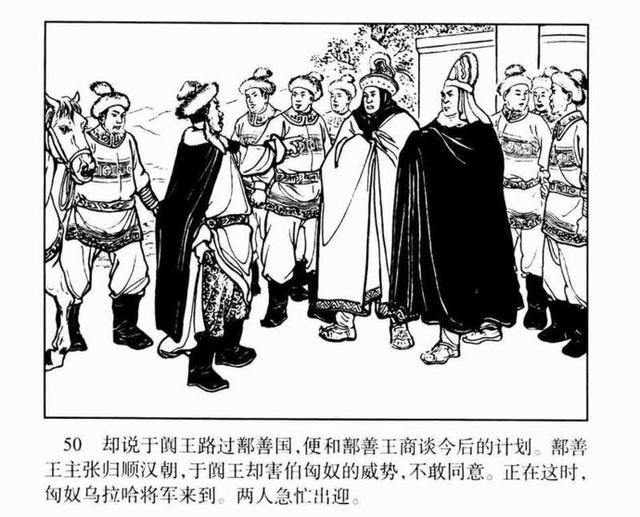 50 却说于阗王路过鄯善国,便和鄯善王商谈今后的计划。鄯善
王主张归顺汉朝,于阗王却害伯匈奴的威势,不敢同意。正在这时,
匈奴乌拉哈将军来到。两人急忙出迎。